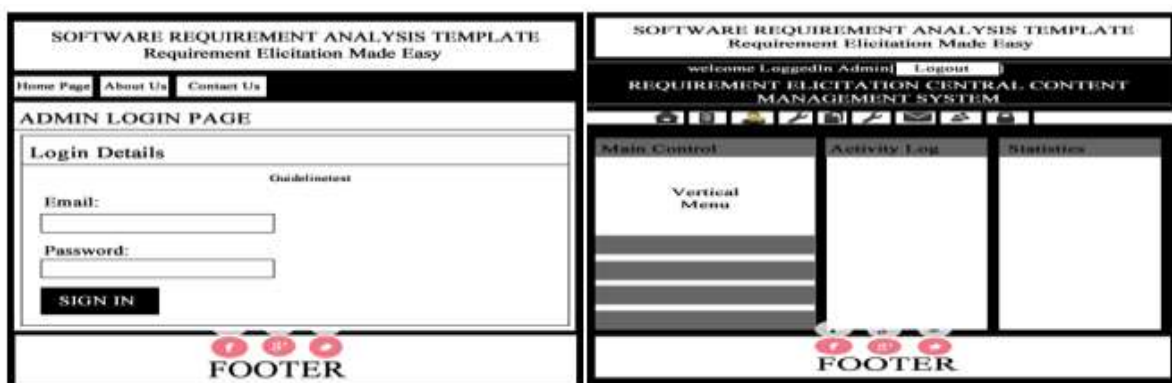 SOFTWARE REQUIREMENT ANALYSIS TEMPLATE
Requirement Elicitation Made Easy
Home Page About Us Contact Us
ADMIN LOGIN PAGE
Login Details
Guidelinetext
Email:
Password:
SIGN IN
FOOTER
SOFTWARE REQUIREMENT ANALYSIS TEMPLATE
Requirement Elicitation Made Easy
welcome LoggedIn Admin[ Logout ]
REQUIREMENT ELICITATION CENTRAL CONTENT
MANAGEMENT SYSTEM
Main Control Activity Log Statistics
Vertical
Menu
FOOTER